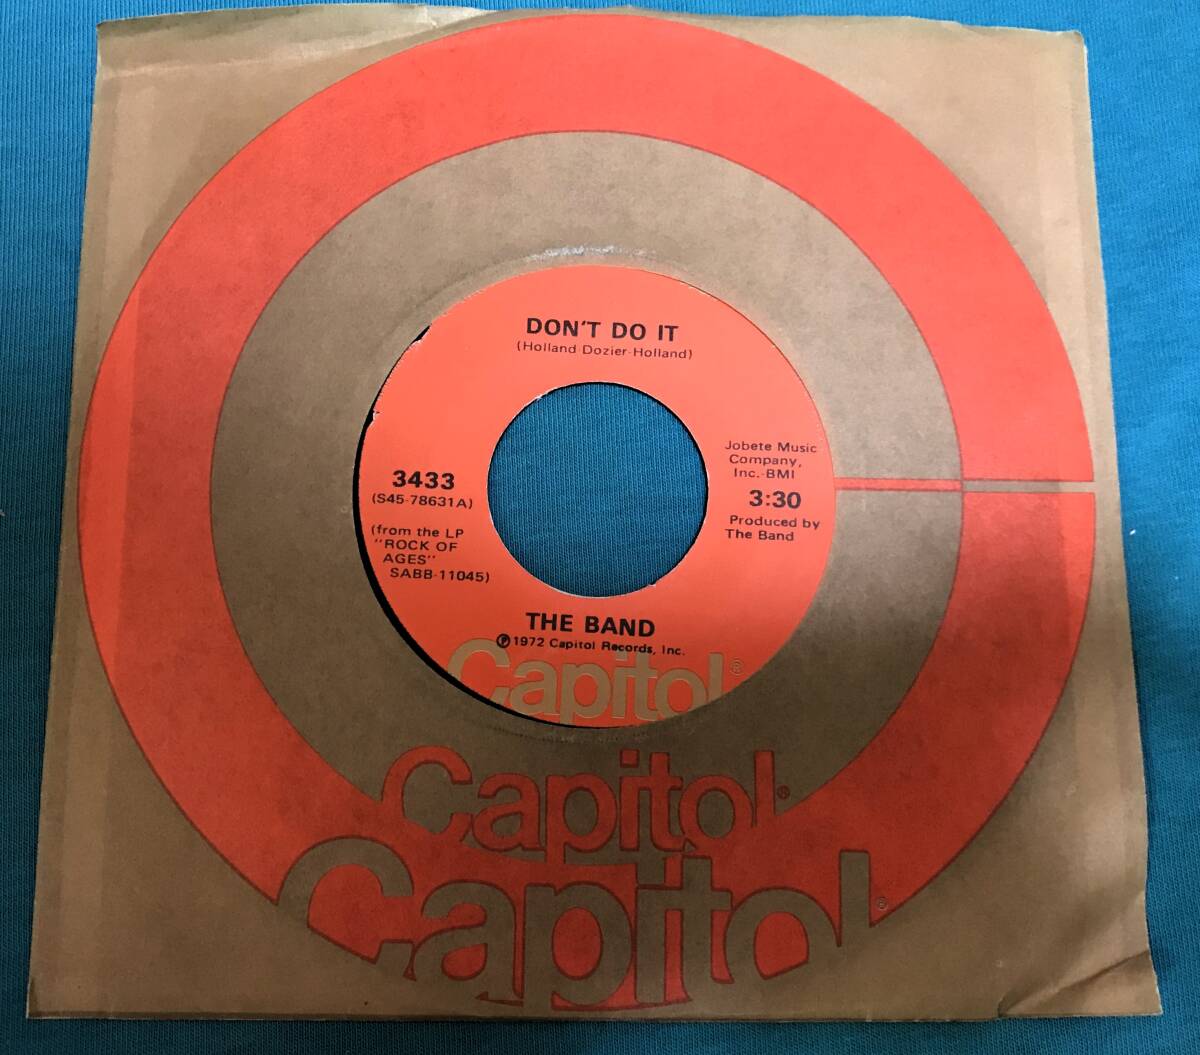 DON'T DO IT
(Holland-Dozier-Holland)
Jobete Music
Company,
Inc.-BMI
3433
(S45-78631A)
3:30
Produced by
The Band
(from the LP
"ROCK OF
AGES"
SABB-11045)
THE BAND
Ⓟ1972 Capitol Records, Inc.
Capitol®
Capitol®
Capitol®